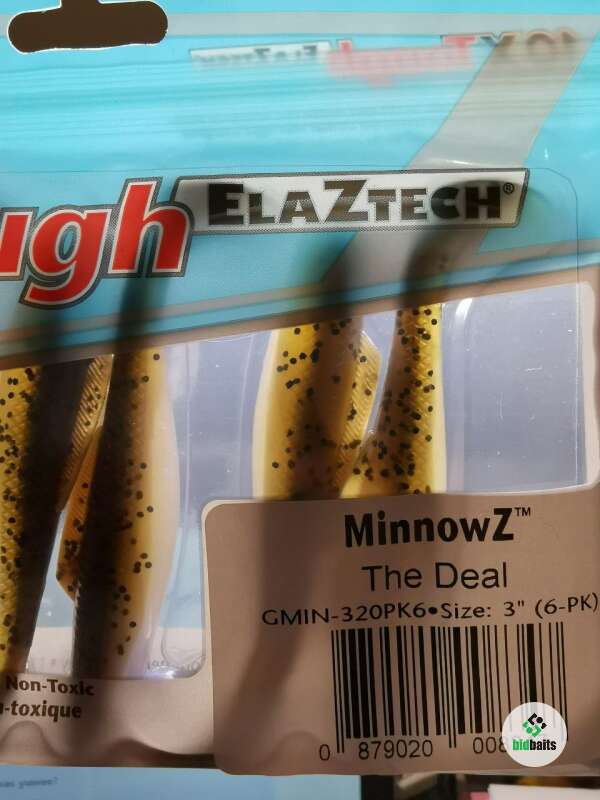 ugh ELAZTECH®
MinnowZ™
The Deal
GMIN-320PK6•Size: 3" (6-PK)
Non-Toxic
-toxique
0 879020 008
bidbaits